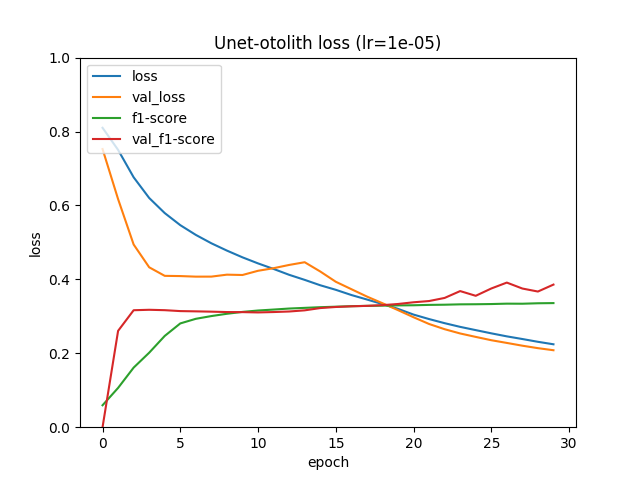 Unet-otolith loss (lr=1e-05)
loss
val_loss
f1-score
val_f1-score
1.0
0.8
0.6
0.4
0.2
0.0
loss
0 5 10 15 20 25 30
epoch